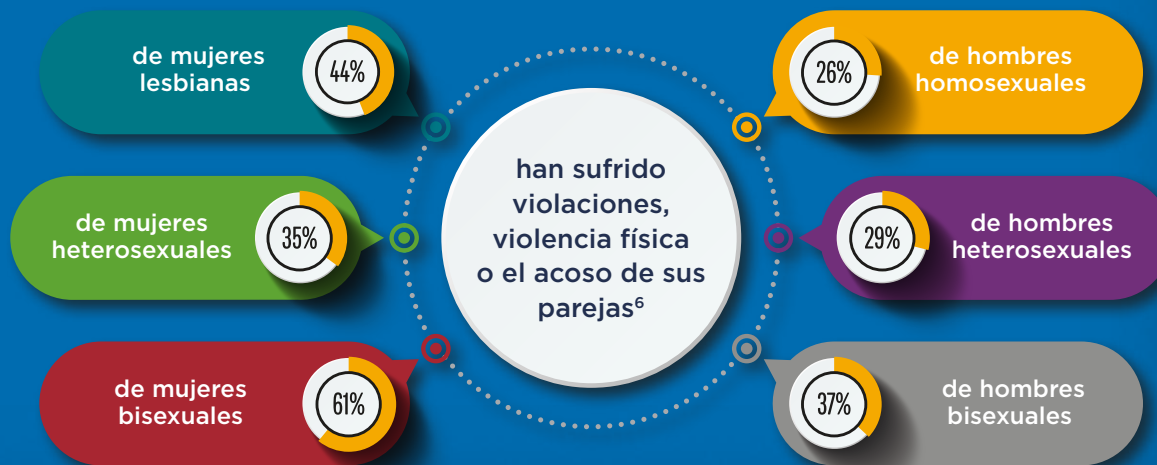 de mujeres
lesbianas
44%
de mujeres
heterosexuales
35%
de mujeres
bisexuales
61%
han sufrido
violaciones,
violencia física
o el acoso de sus
parejas⁶
26%
de hombres
homosexuales
29%
de hombres
heterosexuales
37%
de hombres
bisexuales